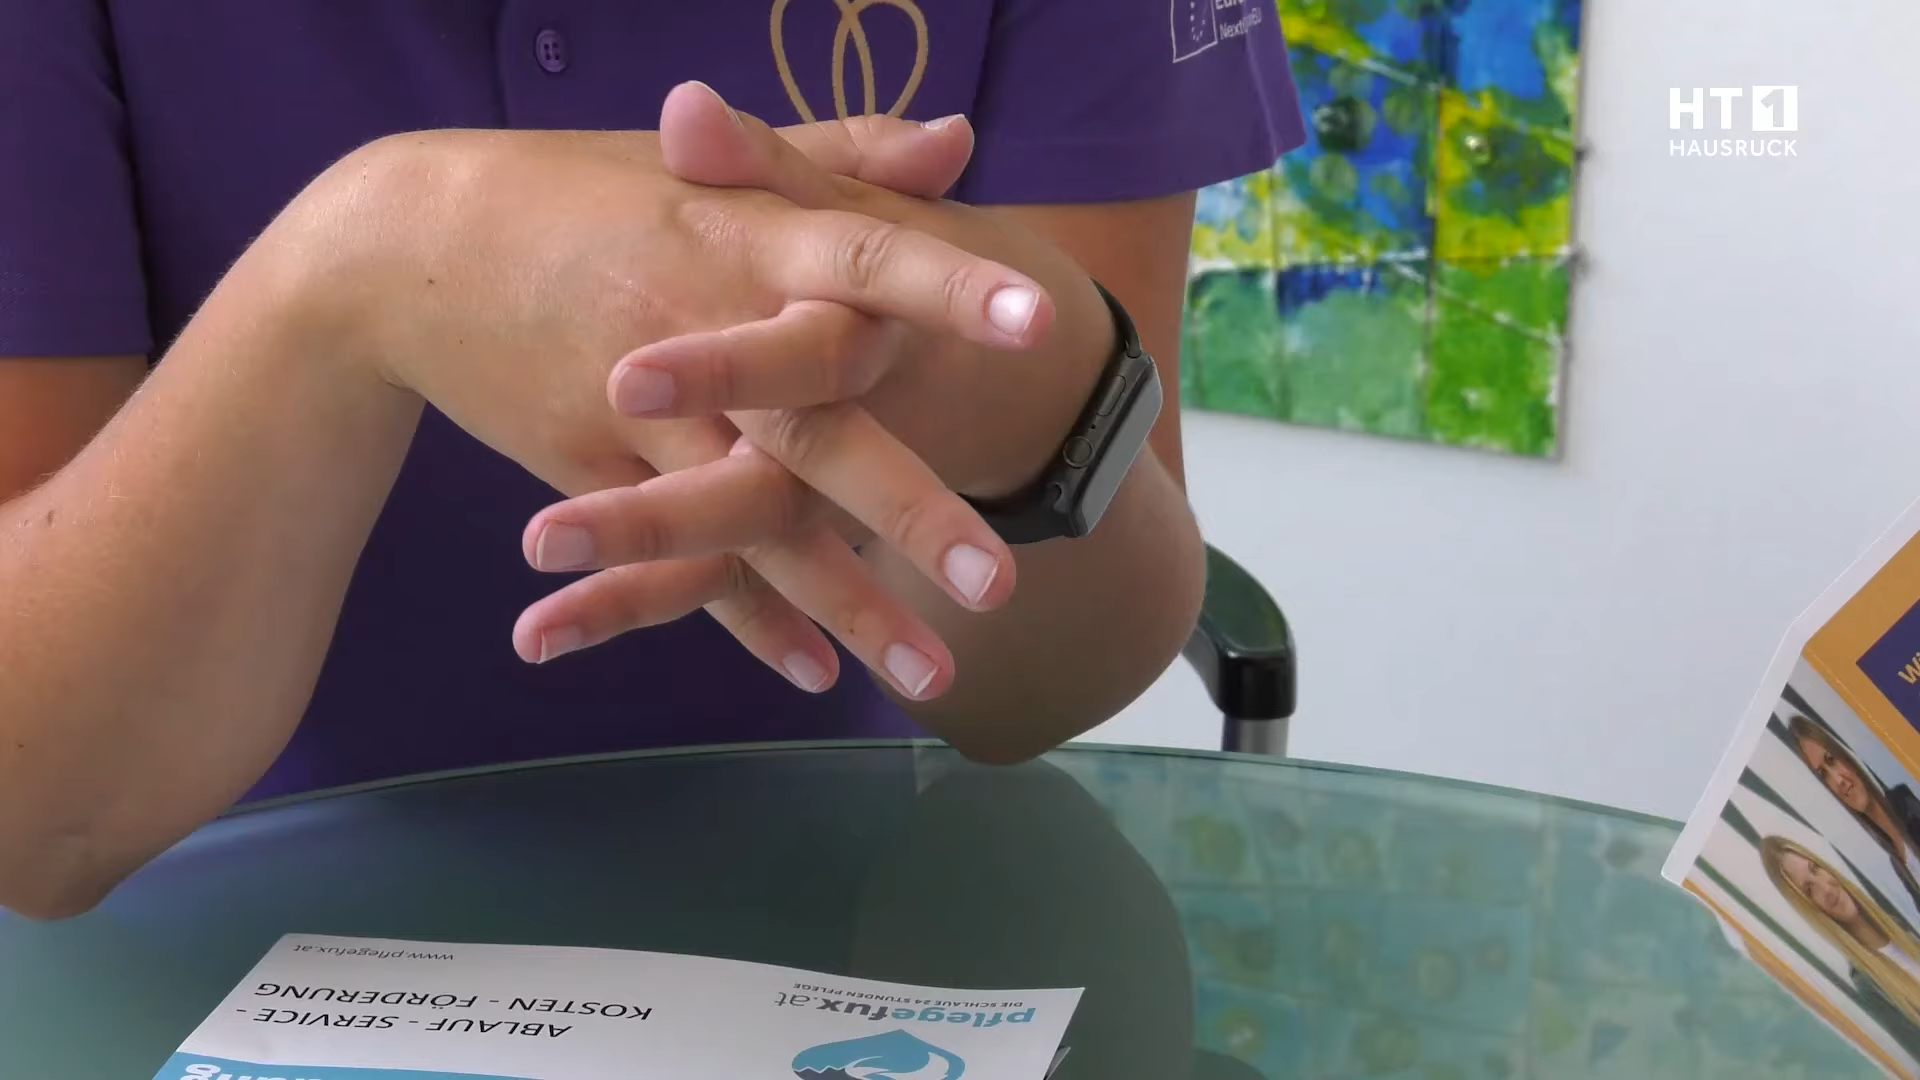 HT1
HAUSRUCK
www.pflegefux.at
ABLAUF - SERVICE -
KOSTEN - FÖRDERUNG
pflegefux.at
DIE SCHLAUE 24 STUNDEN PFLEGE